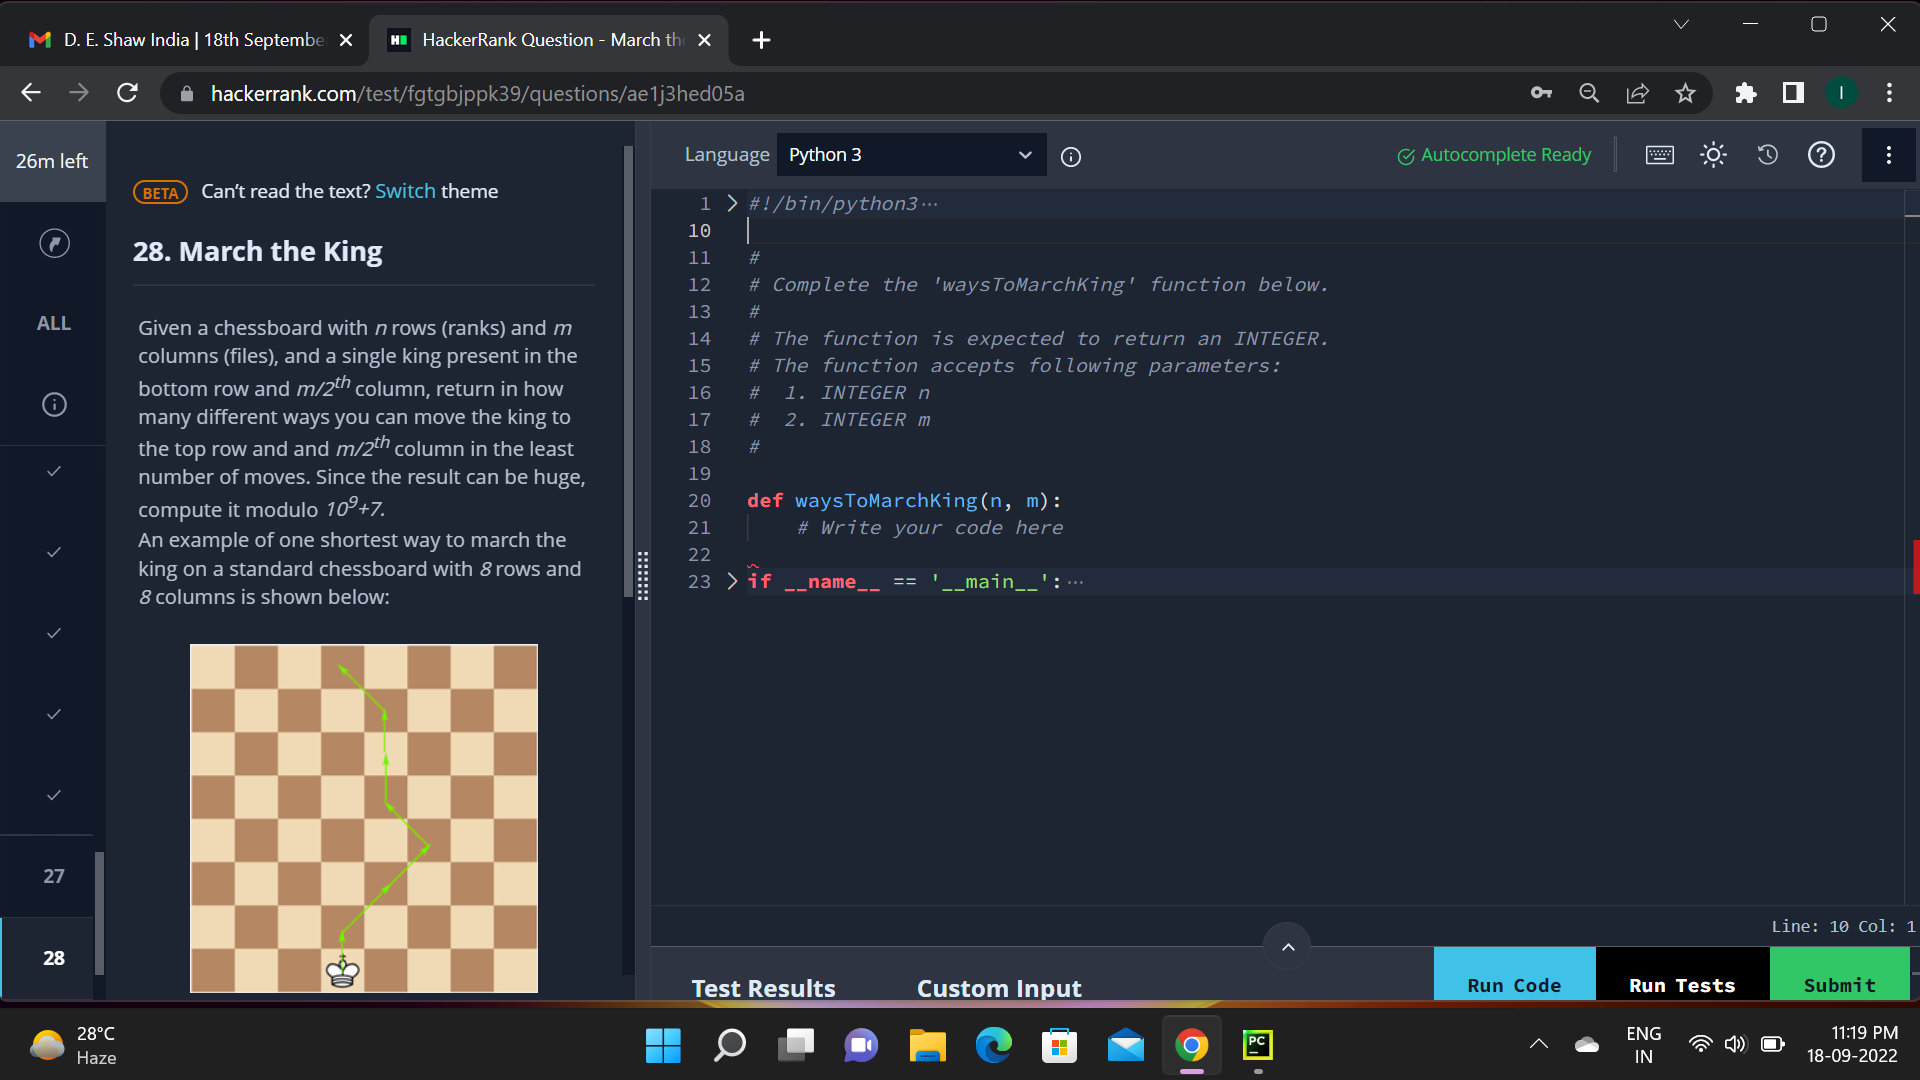 D. E. Shaw India | 18th Septembe
HackerRank Question - March th
hackerrank.com/test/fgtgbjppk39/questions/ae1j3hed05a
I
26m left
ALL
27
28
BETA Can't read the text? Switch theme
28. March the King
Given a chessboard with n rows (ranks) and m
columns (files), and a single king present in the
bottom row and m/2th column, return in how
many different ways you can move the king to
the top row and and m/2th column in the least
number of moves. Since the result can be huge,
compute it modulo 10^9+7.
An example of one shortest way to march the
king on a standard chessboard with 8 rows and
8 columns is shown below:
Language Python 3
Autocomplete Ready
1 #!/bin/python3...
10
11 #
12 # Complete the 'waysToMarchKing' function below.
13 #
14 # The function is expected to return an INTEGER.
15 # The function accepts following parameters:
16 #  1. INTEGER n
17 #  2. INTEGER m
18 #
19
20 def waysToMarchKing(n, m):
21     # Write your code here
22
23 if __name__ == '__main__':...
Line: 10 Col: 1
Test Results
Custom Input
Run Code
Run Tests
Submit
28°C
Haze
PC
ENG
IN
11:19 PM
18-09-2022